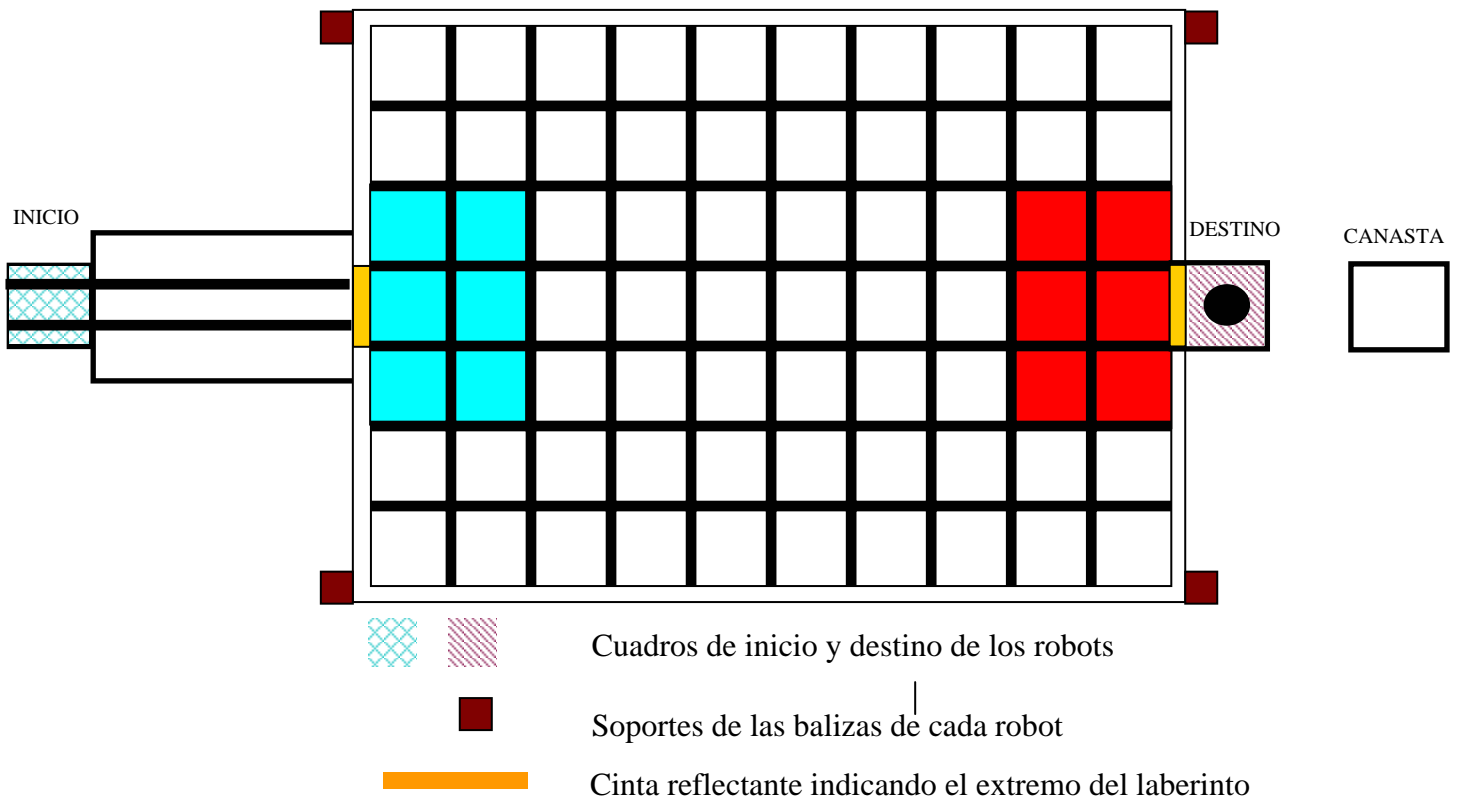 INICIO
DESTINO
CANASTA
Cuadros de inicio y destino de los robots
Soportes de las balizas de cada robot
Cinta reflectante indicando el extremo del laberinto